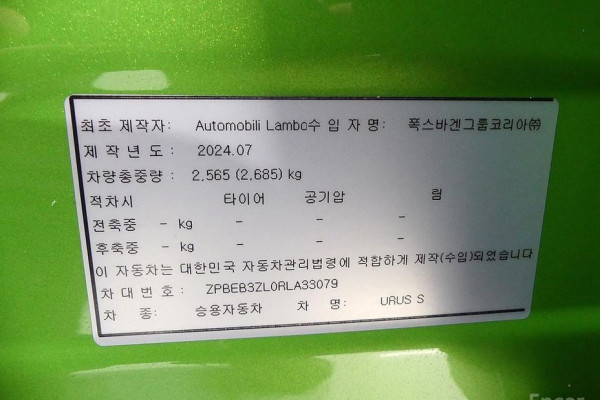 최초 제작자: Automobili Lambo수 입 자 명: 폭스바겐그룹코리아㈜
제 작 년 도 : 2024.07
차량총중량 : 2,565 (2,685) kg
적차시 타이어 공기압 림
전축중 - kg - - -
후축중 - kg - - -
이 자동차는 대한민국 자동차관리법령에 적합하게 제작(수입)되었습니다
차 대 번 호 : ZPBEB3ZL0RLA33079
차 종: 승용자동차 차 명: URUS S
Encar